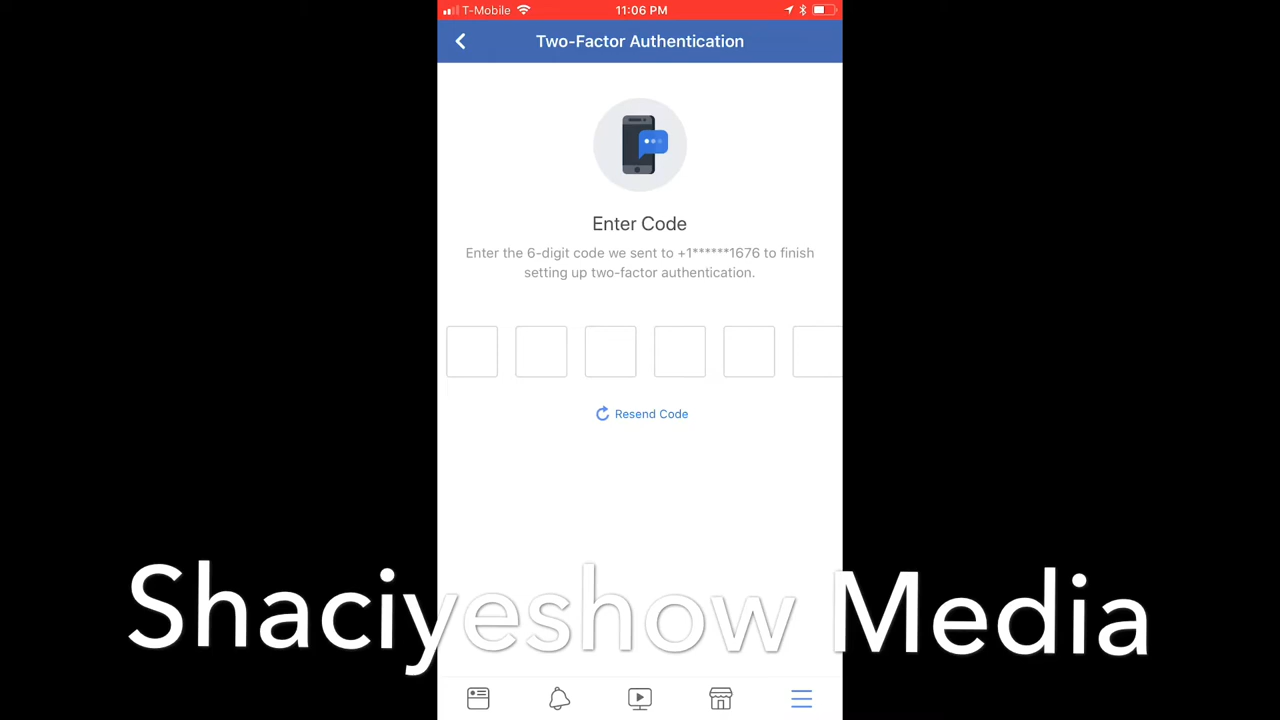 T-Mobile 11:06 PM
Two-Factor Authentication
Enter Code
Enter the 6-digit code we sent to +1******1676 to finish
setting up two-factor authentication.
Resend Code
Shaciyeshow Media